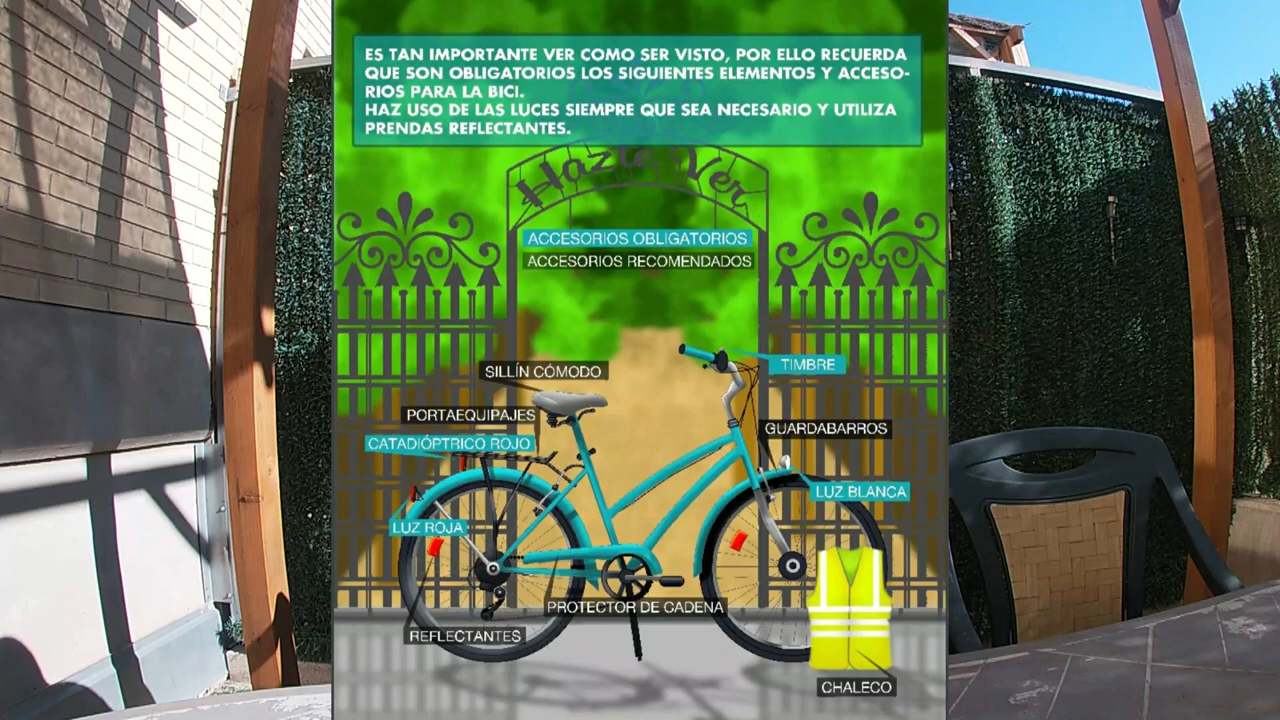 ES TAN IMPORTANTE VER COMO SER VISTO, POR ELLO RECUERDA
QUE SON OBLIGATORIOS LOS SIGUIENTES ELEMENTOS Y ACCESO-
RIOS PARA LA BICI.
HAZ USO DE LAS LUCES SIEMPRE QUE SEA NECESARIO Y UTILIZA
PRENDAS REFLECTANTES.
Hazte Ver
ACCESORIOS OBLIGATORIOS
ACCESORIOS RECOMENDADOS
TIMBRE
SILLÍN CÓMODO
PORTAEQUIPAJES
GUARDABARROS
CATADIÓPTRICO ROJO
LUZ BLANCA
LUZ ROJA
PROTECTOR DE CADENA
REFLECTANTES
CHALECO